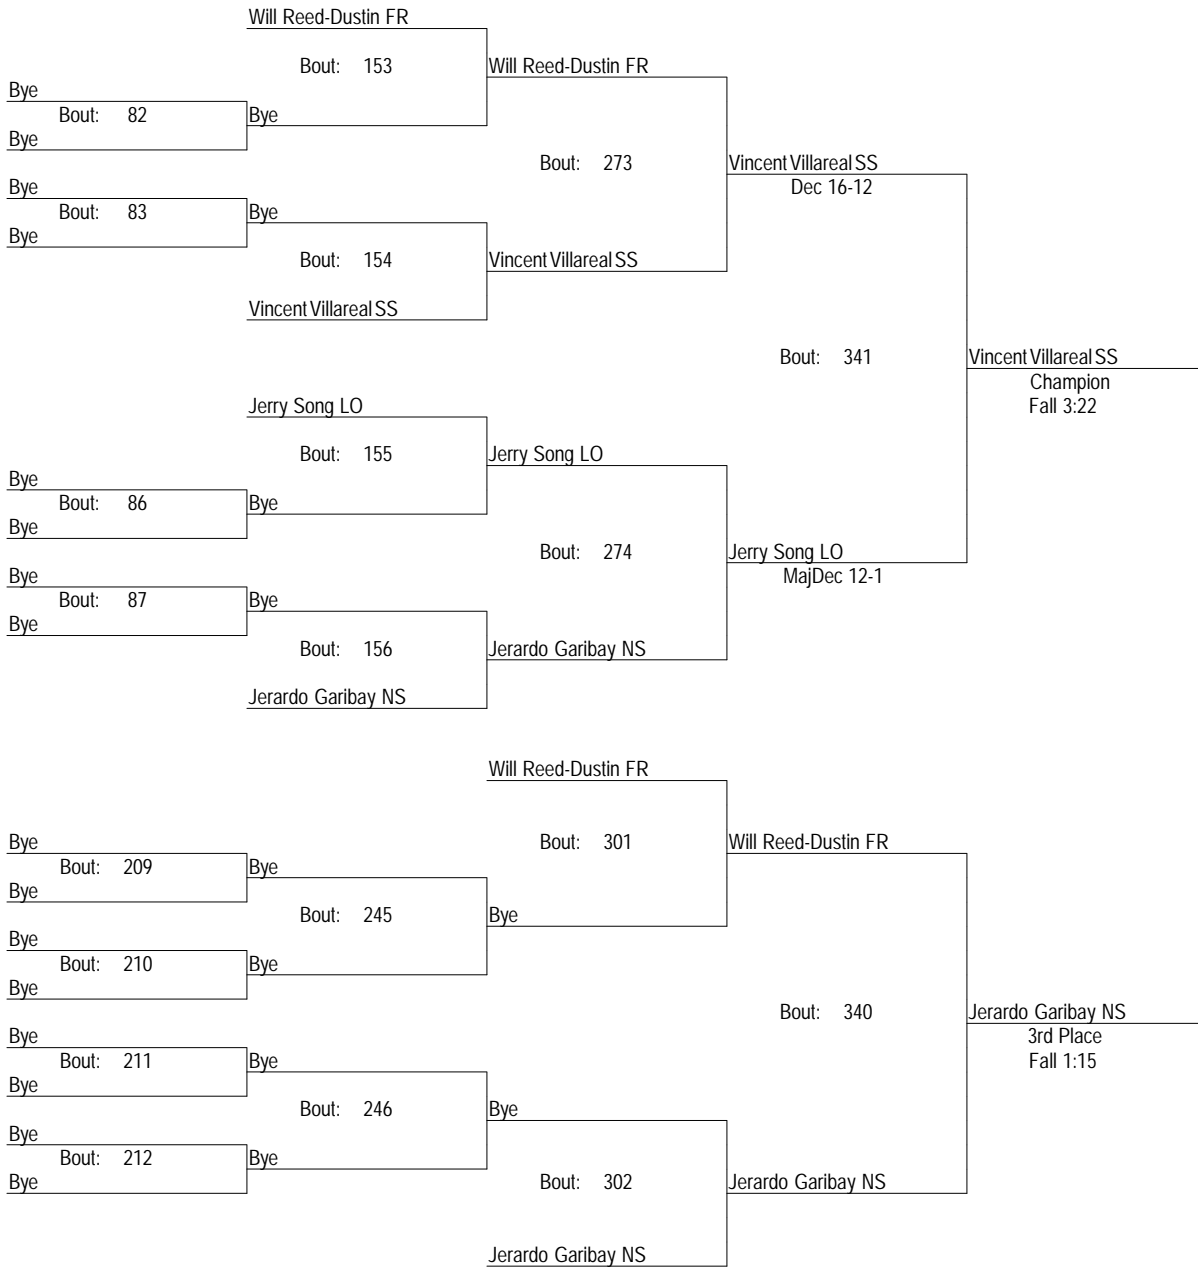 Will Reed-Dustin FR
Bout: 153
Will Reed-Dustin FR
Bye
Bout: 82
Bye
Bye
Bout: 273
Vincent Villareal SS
Dec 16-12
Bye
Bout: 83
Bye
Bye
Bout: 154
Vincent Villareal SS
Vincent Villareal SS
Bout: 341
Vincent Villareal SS
Champion
Fall 3:22
Jerry Song LO
Bout: 155
Jerry Song LO
Bye
Bout: 86
Bye
Bye
Bout: 274
Jerry Song LO
MajDec 12-1
Bye
Bout: 87
Bye
Bye
Bout: 156
Jerardo Garibay NS
Jerardo Garibay NS
Will Reed-Dustin FR
Bout: 301
Will Reed-Dustin FR
Bye
Bout: 209
Bye
Bye
Bout: 245
Bye
Bye
Bout: 210
Bye
Bye
Bout: 340
Jerardo Garibay NS
3rd Place
Fall 1:15
Bye
Bout: 211
Bye
Bye
Bout: 246
Bye
Bye
Bout: 212
Bye
Bye
Bout: 302
Jerardo Garibay NS
Jerardo Garibay NS